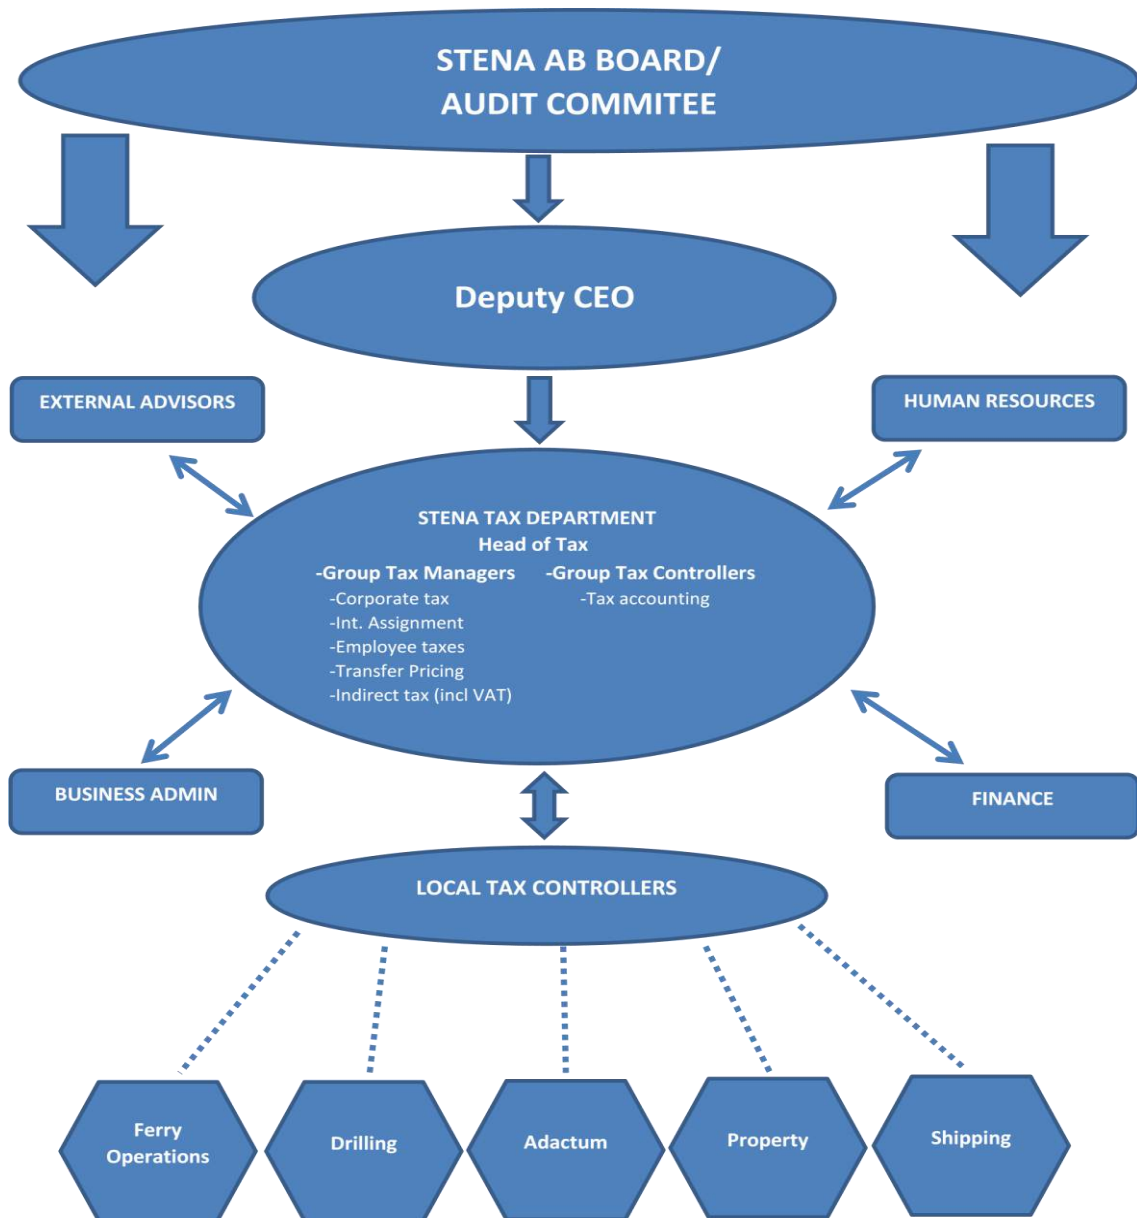 STENA AB BOARD/
AUDIT COMMITEE
Deputy CEO
EXTERNAL ADVISORS
HUMAN RESOURCES
STENA TAX DEPARTMENT
Head of Tax
-Group Tax Managers
-Corporate tax
-Int. Assignment
-Employee taxes
-Transfer Pricing
-Indirect tax (incl VAT)
-Group Tax Controllers
-Tax accounting
BUSINESS ADMIN
FINANCE
LOCAL TAX CONTROLLERS
Ferry
Operations
Drilling
Adactum
Property
Shipping